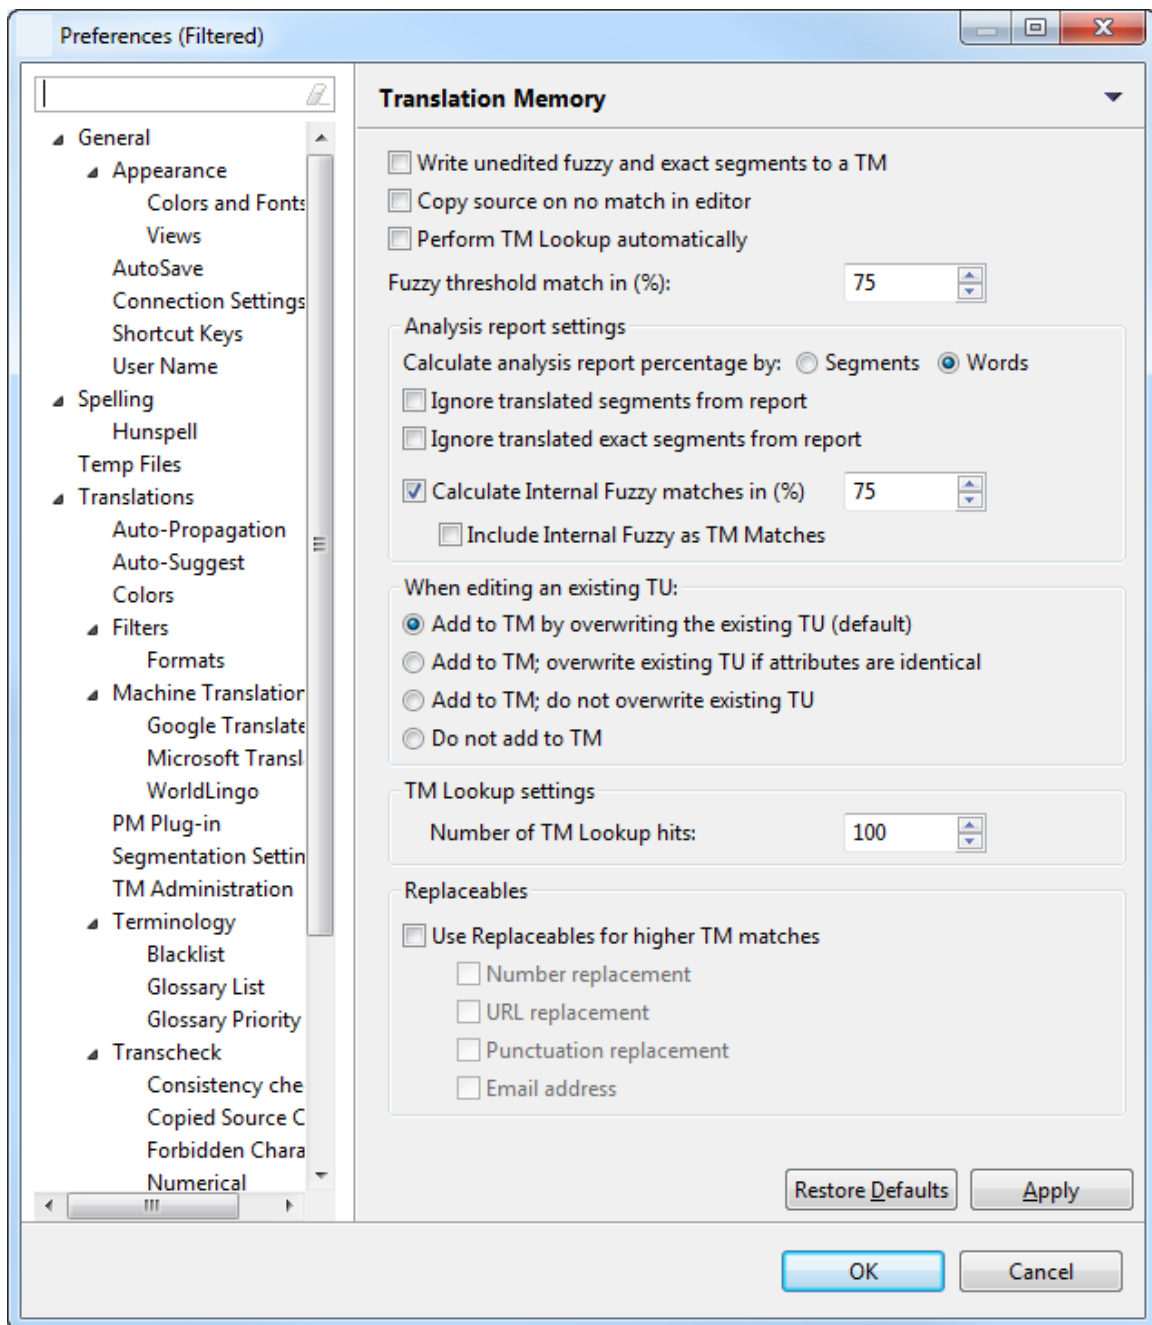 Preferences (Filtered)
General
Appearance
Colors and Fonts
Views
AutoSave
Connection Settings
Shortcut Keys
User Name
Spelling
Hunspell
Temp Files
Translations
Auto-Propagation
Auto-Suggest
Colors
Filters
Formats
Machine Translation
Google Translate
Microsoft Transl
WorldLingo
PM Plug-in
Segmentation Settin
TM Administration
Terminology
Blacklist
Glossary List
Glossary Priority
Transcheck
Consistency che
Copied Source C
Forbidden Chara
Numerical
Translation Memory
Write unedited fuzzy and exact segments to a TM
Copy source on no match in editor
Perform TM Lookup automatically
Fuzzy threshold match in (%): 75
Analysis report settings
Calculate analysis report percentage by: Segments Words
Ignore translated segments from report
Ignore translated exact segments from report
Calculate Internal Fuzzy matches in (%) 75
Include Internal Fuzzy as TM Matches
When editing an existing TU:
Add to TM by overwriting the existing TU (default)
Add to TM; overwrite existing TU if attributes are identical
Add to TM; do not overwrite existing TU
Do not add to TM
TM Lookup settings
Number of TM Lookup hits: 100
Replaceables
Use Replaceables for higher TM matches
Number replacement
URL replacement
Punctuation replacement
Email address
Restore Defaults Apply
OK Cancel